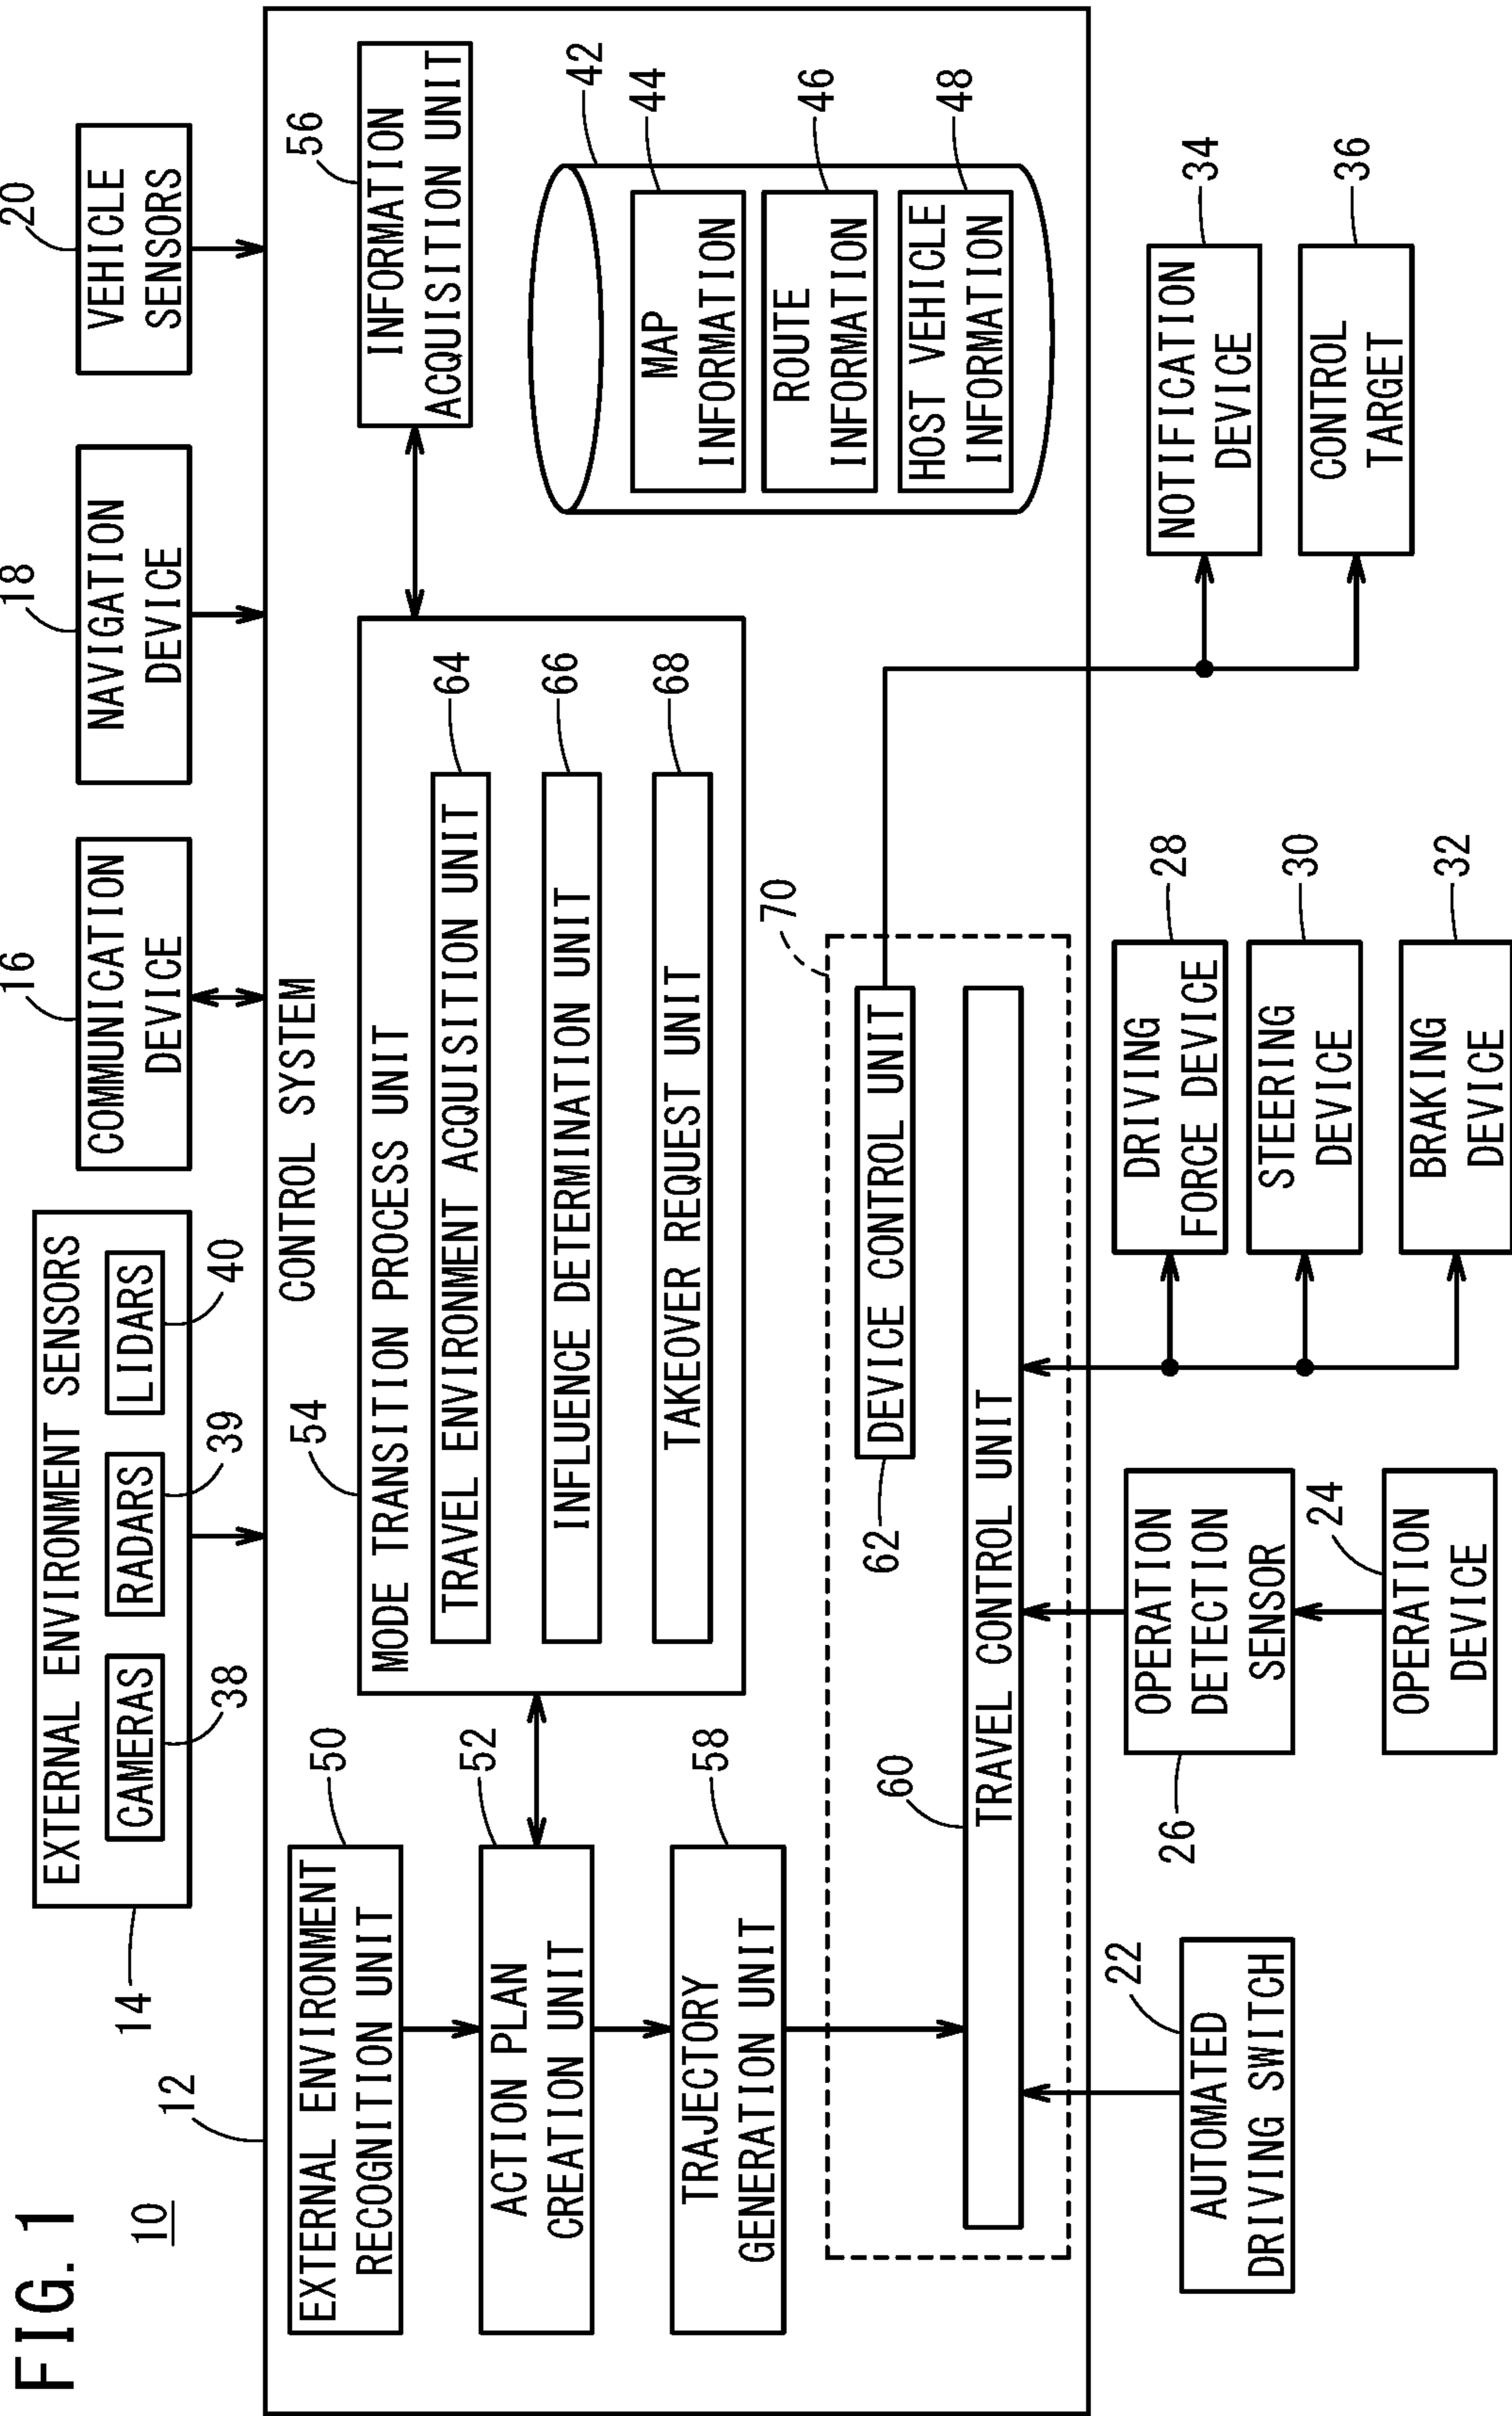 FIG. 1
10
12
14
EXTERNAL ENVIRONMENT SENSORS
CAMERAS
RADARS
LIDARS
38
39
40
16
COMMUNICATION
DEVICE
18
NAVIGATION
DEVICE
20
VEHICLE
SENSORS
CONTROL SYSTEM
50
EXTERNAL ENVIRONMENT
RECOGNITION UNIT
52
ACTION PLAN
CREATION UNIT
58
TRAJECTORY
GENERATION UNIT
54
MODE TRANSITION PROCESS UNIT
TRAVEL ENVIRONMENT ACQUISITION UNIT
64
INFLUENCE DETERMINATION UNIT
66
TAKEOVER REQUEST UNIT
68
56
INFORMATION
ACQUISITION UNIT
42
MAP
INFORMATION
44
ROUTE
INFORMATION
46
HOST VEHICLE
INFORMATION
48
70
62
DEVICE CONTROL UNIT
60
TRAVEL CONTROL UNIT
22
AUTOMATED
DRIVING SWITCH
26
OPERATION
DETECTION
SENSOR
24
OPERATION
DEVICE
DRIVING
FORCE DEVICE
28
STEERING
DEVICE
30
BRAKING
DEVICE
32
NOTIFICATION
DEVICE
34
CONTROL
TARGET
36